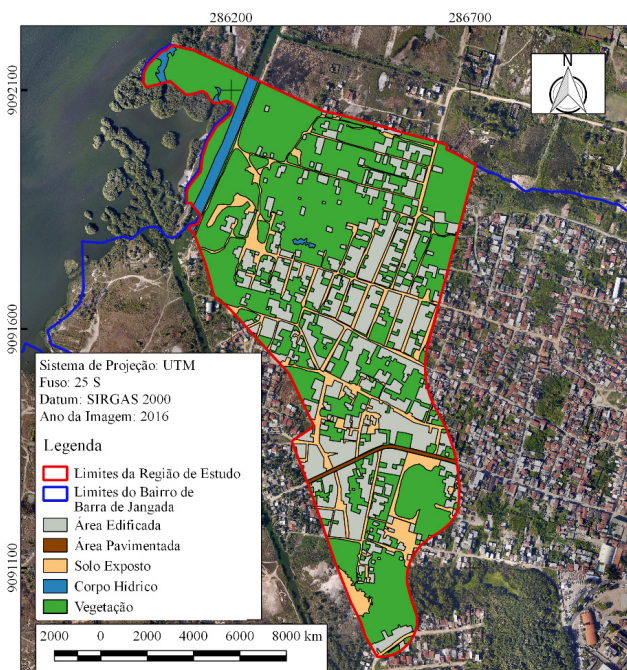 286200 286700
N
9092100
9091600
9091100
Sistema de Projeção: UTM
Fuso: 25 S
Datum: SIRGAS 2000
Ano da Imagem: 2016
Legenda
Limites da Região de Estudo
Limites do Bairro de
Barra de Jangada
Área Edificada
Área Pavimentada
Solo Exposto
Corpo Hídrico
Vegetação
2000 0 2000 4000 6000 8000 km